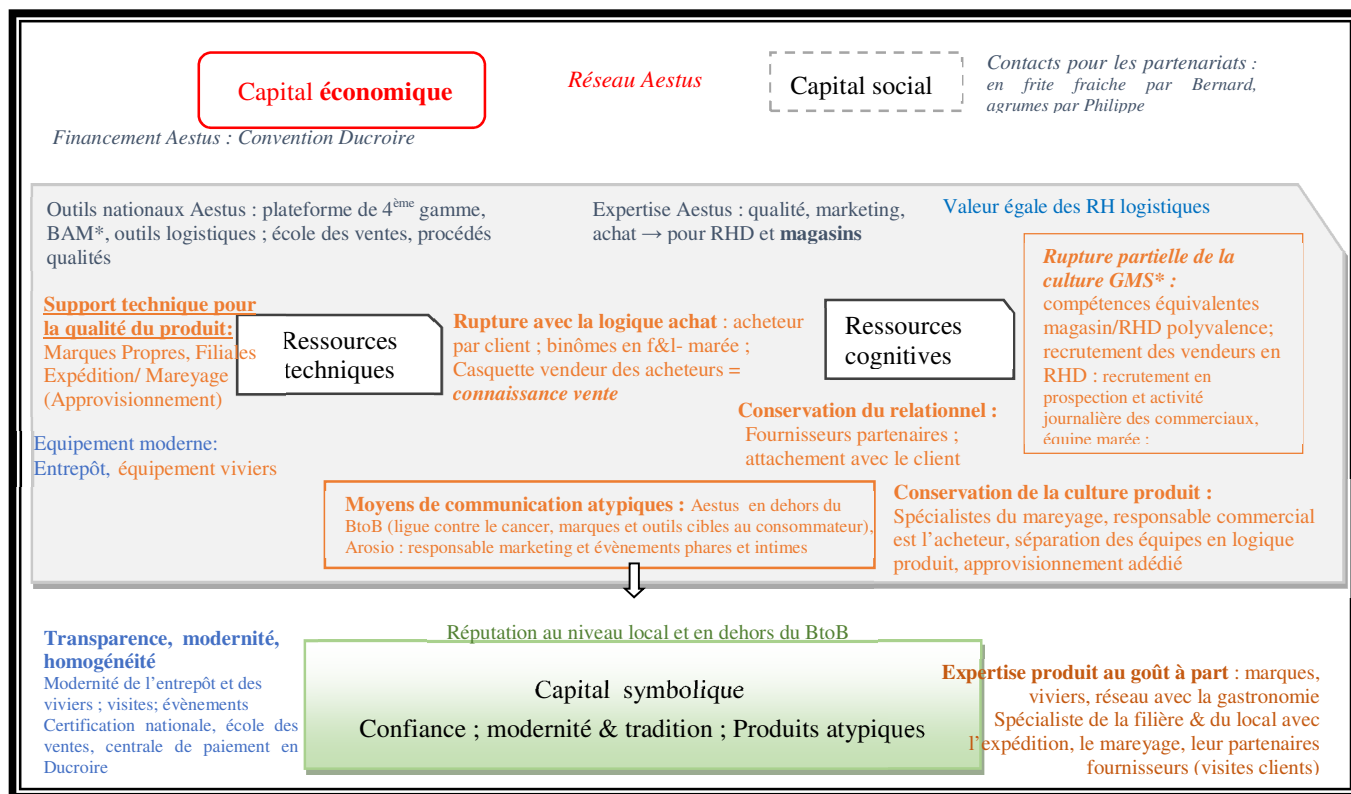 Capital économique
Réseau Aestus
Capital social
Contacts pour les partenariats :
en frite fraiche par Bernard,
agrumes par Philippe
Financement Aestus : Convention Ducroire
Outils nationaux Aestus : plateforme de 4ème gamme,
BAM*, outils logistiques ; école des ventes, procédés
qualités
Expertise Aestus : qualité, marketing,
achat → pour RHD et magasins
Valeur égale des RH logistiques
Support technique pour
la qualité du produit:
Marques Propres, Filiales
Expédition/ Mareyage
(Approvisionnement)
Ressources
techniques
Rupture avec la logique achat : acheteur
par client ; binômes en f&l- marée ;
Casquette vendeur des acheteurs =
connaissance vente
Ressources
cognitives
Rupture partielle de la
culture GMS* :
compétences équivalentes
magasin/RHD polyvalence;
recrutement des vendeurs en
RHD : recrutement en
prospection et activité
journalière des commerciaux,
équipe marée ;
Conservation du relationnel :
Fournisseurs partenaires ;
attachement avec le client
Equipement moderne:
Entrepôt, équipement viviers
Moyens de communication atypiques : Aestus en dehors du
BtoB (ligue contre le cancer, marques et outils cibles au consommateur),
Arosio : responsable marketing et évènements phares et intimes
Conservation de la culture produit :
Spécialistes du mareyage, responsable commercial
est l'acheteur, séparation des équipes en logique
produit, approvisionnement adédié
Transparence, modernité,
homogénéité
Modernité de l'entrepôt et des
viviers ; visites; évènements
Certification nationale, école des
ventes, centrale de paiement en
Ducroire
Réputation au niveau local et en dehors du BtoB
Capital symbolique
Confiance ; modernité & tradition ; Produits atypiques
Expertise produit au goût à part : marques,
viviers, réseau avec la gastronomie
Spécialiste de la filière & du local avec
l'expédition, le mareyage, leur partenaires
fournisseurs (visites clients)